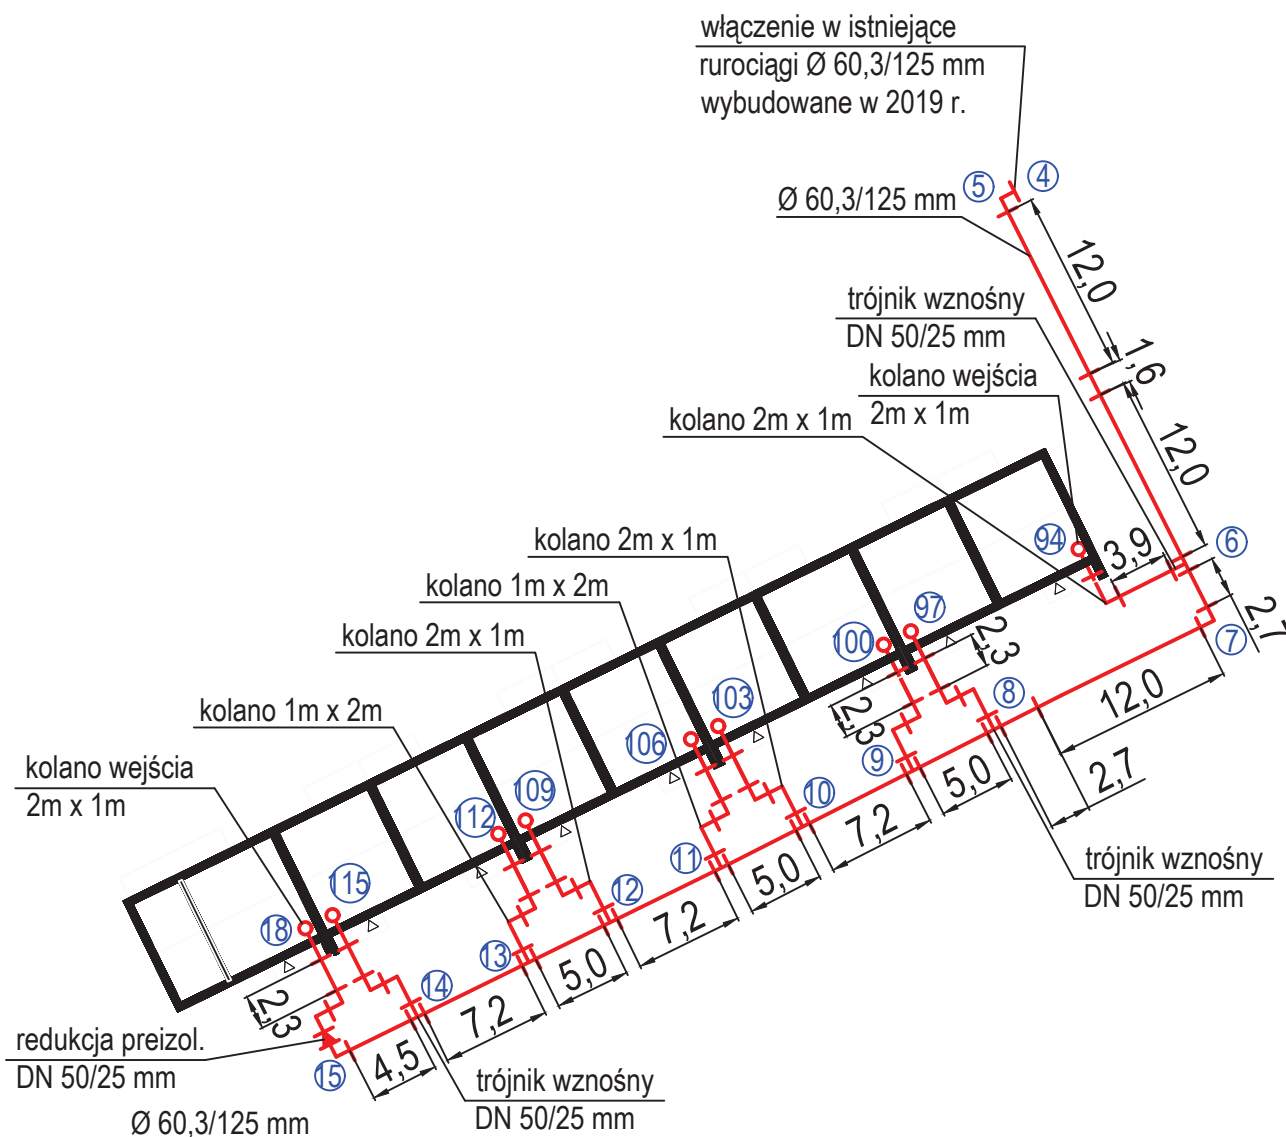 włączenie w istniejące
rurociągi Ø 60,3/125 mm
wybudowane w 2019 r.
5
4
Ø 60,3/125 mm
12,0
trójnik wznośny
DN 50/25 mm
1,6
kolano wejścia
2m x 1m
kolano 2m x 1m
12,0
kolano 2m x 1m
94
3,9
6
kolano 1m x 2m
2,7
kolano 2m x 1m
97
100
2,3
7
kolano 1m x 2m
103
106
2,3
8
12,0
kolano wejścia
2m x 1m
9
5,0
2,7
109
112
10
7,2
trójnik wznośny
DN 50/25 mm
11
5,0
115
18
12
7,2
13
5,0
14
2,3
7,2
redukcja preizol.
DN 50/25 mm
15
4,5
trójnik wznośny
DN 50/25 mm
Ø 60,3/125 mm